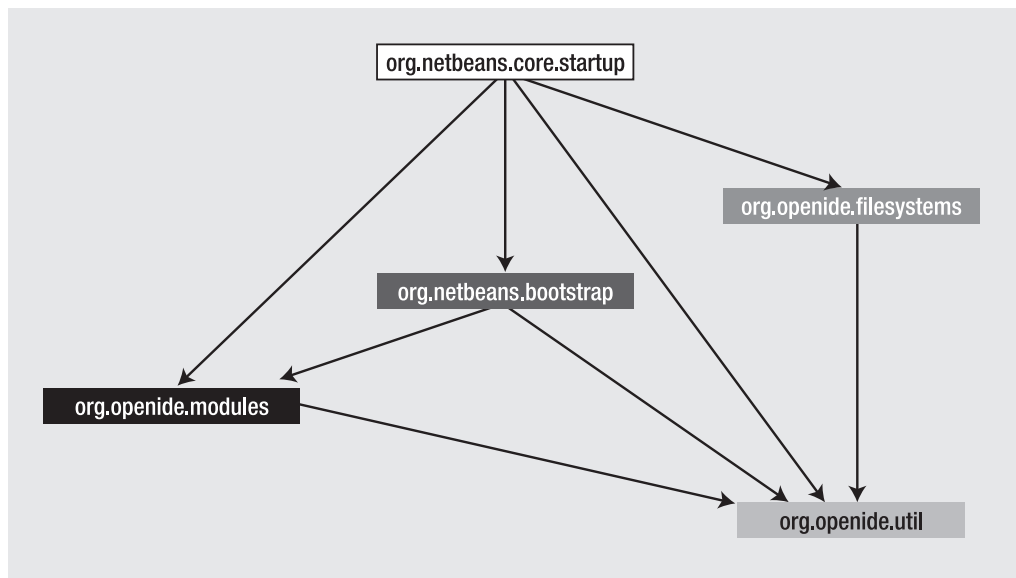 org.netbeans.core.startup
org.openide.filesystems
org.netbeans.bootstrap
org.openide.modules
org.openide.util